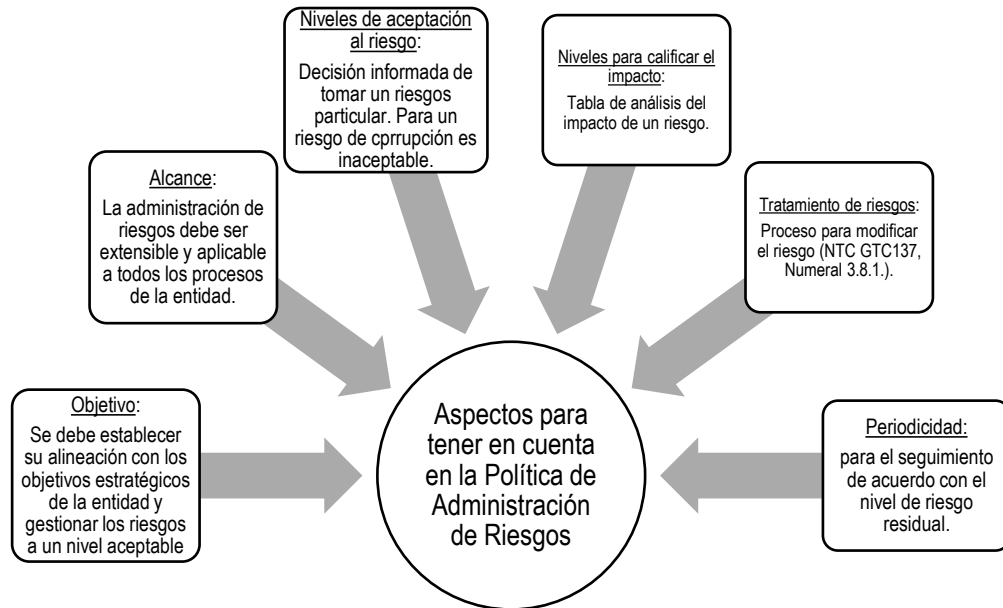 Niveles de aceptación
al riesgo:
Decisión informada de
tomar un riesgos
particular. Para un
riesgo de cprrupción es
inaceptable.
Niveles para calificar el
impacto:
Tabla de análisis del
impacto de un riesgo.
Alcance:
La administración de
riesgos debe ser
extensible y aplicable
a todos los procesos
de la entidad.
Tratamiento de riesgos:
Proceso para modificar
el riesgo (NTC GTC137,
Numeral 3.8.1.).
Objetivo:
Se debe establecer
su alineación con los
objetivos estratégicos
de la entidad y
gestionar los riesgos
a un nivel aceptable
Aspectos para
tener en cuenta
en la Política de
Administración
de Riesgos
Periodicidad:
para el seguimiento
de acuerdo con el
nivel de riesgo
residual.